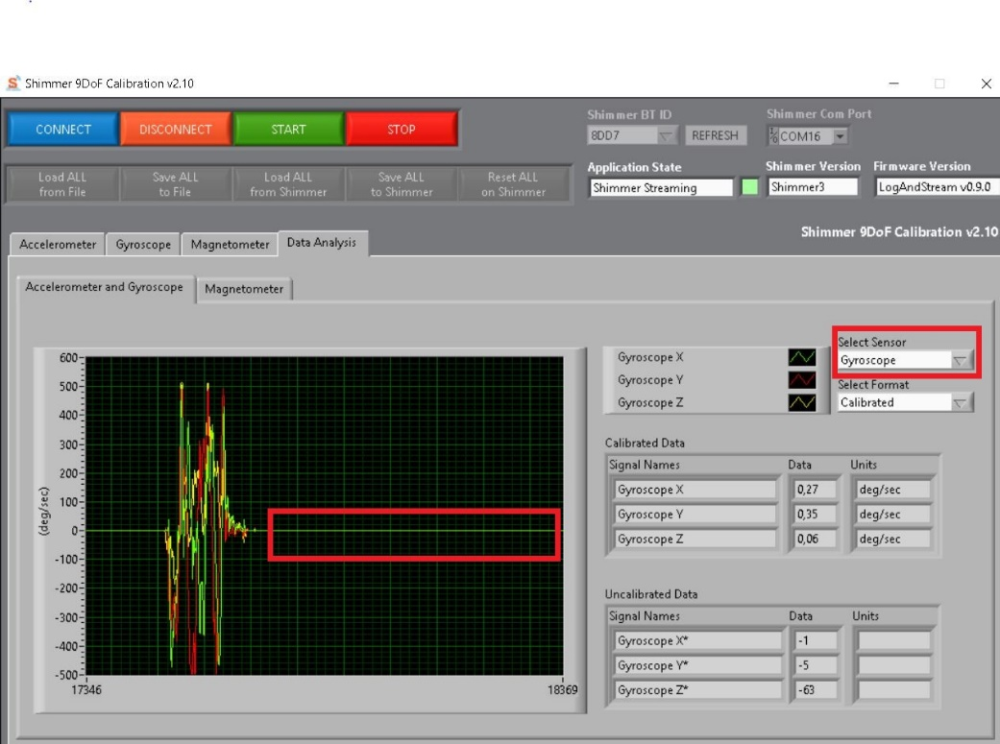 Shimmer 9DoF Calibration v2.10
CONNECT DISCONNECT START STOP
Shimmer BT ID Shimmer Com Port
8DD7 REFRESH COM16
Load ALL from File
Save ALL to File
Load ALL from Shimmer
Save ALL to Shimmer
Reset ALL on Shimmer
Application State Shimmer Version Firmware Version
Shimmer Streaming Shimmer3 LogAndStream v0.9.0
Shimmer 9DoF Calibration v2.10
Accelerometer Gyroscope Magnetometer Data Analysis
Accelerometer and Gyroscope Magnetometer
Select Sensor
Gyroscope
Select Format
Calibrated
Gyroscope X
Gyroscope Y
Gyroscope Z
(deg/sec)
600
500
400
300
200
100
0
-100
-200
-300
-400
-500
17346 18369
Calibrated Data
Signal Names Data Units
Gyroscope X 0,27 deg/sec
Gyroscope Y 0,35 deg/sec
Gyroscope Z 0,06 deg/sec
Uncalibrated Data
Signal Names Data Units
Gyroscope X* -1
Gyroscope Y* -5
Gyroscope Z* -63